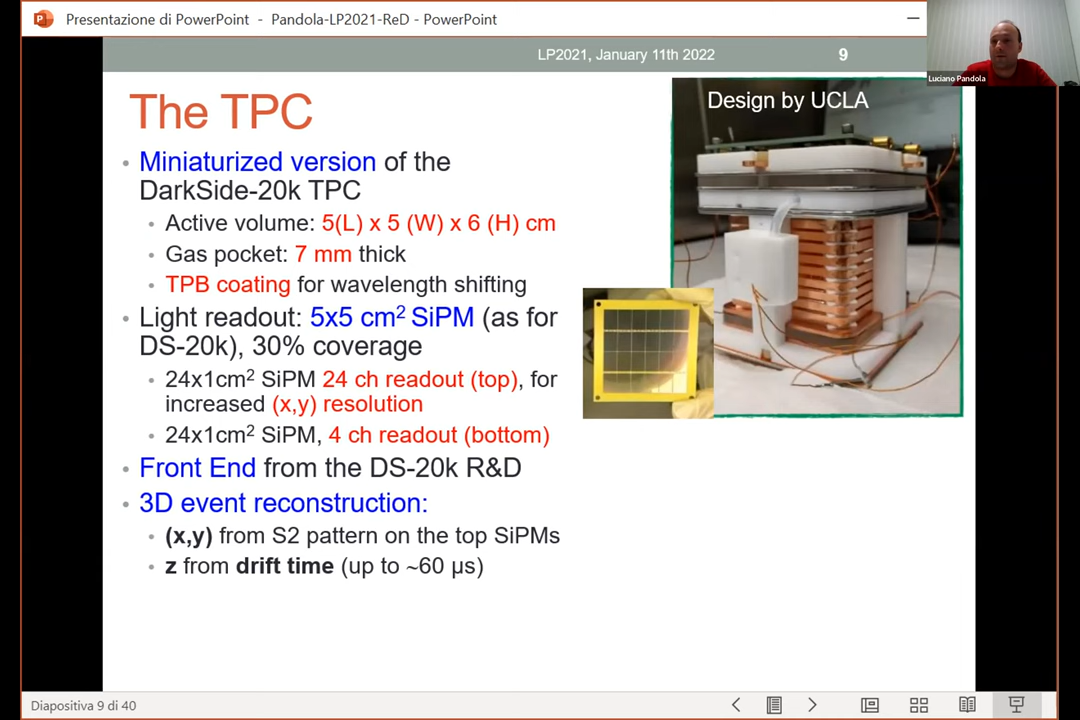 Presentazione di PowerPoint - Pandola-LP2021-ReD - PowerPoint
Luciano Pandola
LP2021, January 11th 2022
9
Design by UCLA
The TPC
• Miniaturized version of the
DarkSide-20k TPC
• Active volume: 5(L) x 5 (W) x 6 (H) cm
• Gas pocket: 7 mm thick
• TPB coating for wavelength shifting
• Light readout: 5x5 cm² SiPM (as for
DS-20k), 30% coverage
• 24x1cm² SiPM 24 ch readout (top), for
increased (x,y) resolution
• 24x1cm² SiPM, 4 ch readout (bottom)
• Front End from the DS-20k R&D
• 3D event reconstruction:
• (x,y) from S2 pattern on the top SiPMs
• z from drift time (up to ~60 μs)
Diapositiva 9 di 40